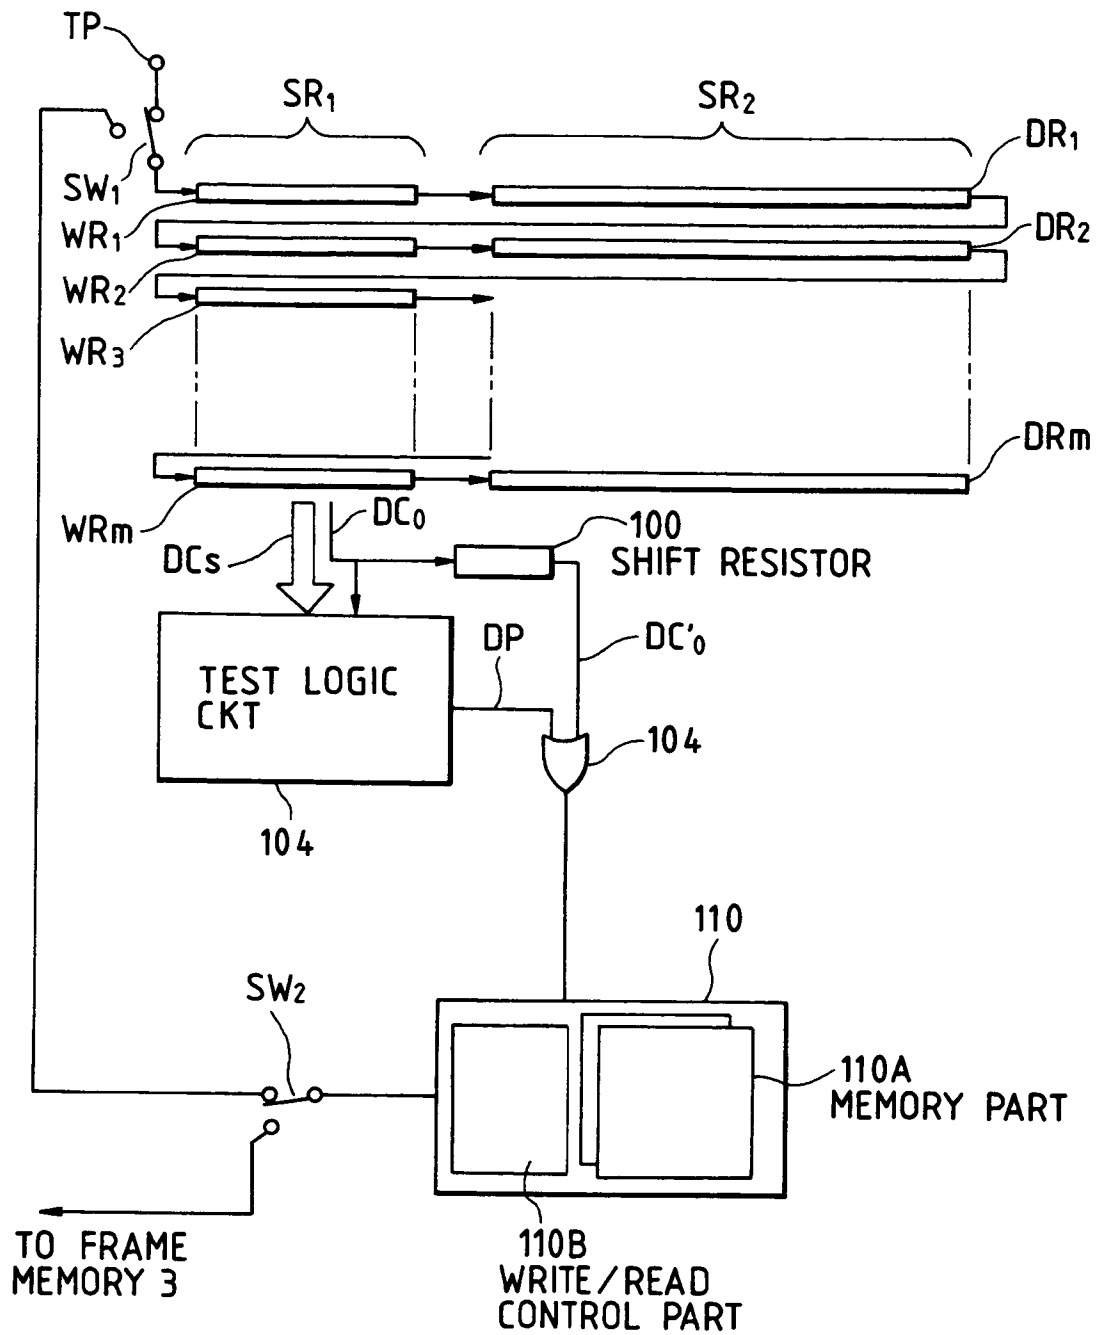 TP
SR1
SR2
DR1
SW1
WR1
DR2
WR2
WR3
DRm
WRm
DC0
100
SHIFT RESISTOR
DCs
DP
DC'0
TEST LOGIC
CKT
104
104
110
SW2
110A
MEMORY PART
TO FRAME
MEMORY 3
110B
WRITE/READ
CONTROL PART